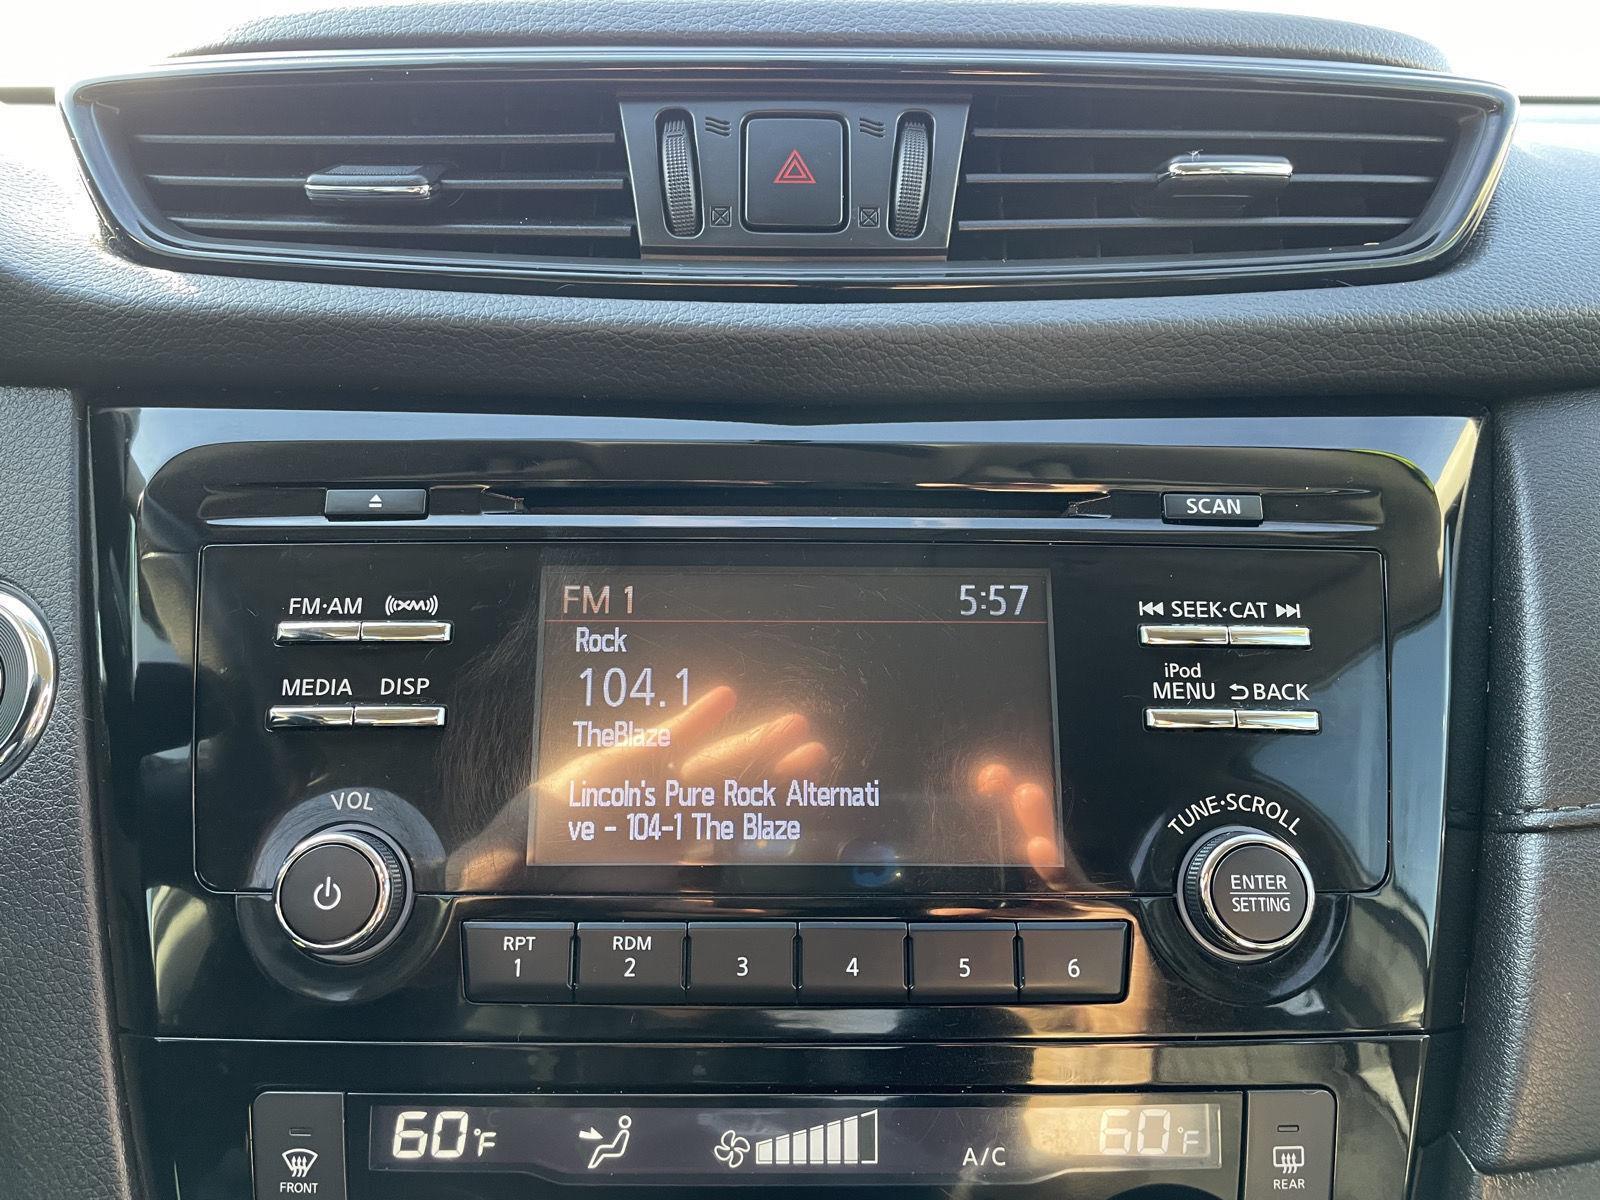 SCAN
FM·AM XM
SEEK·CAT
MEDIA DISP
iPod
MENU BACK
FM 1 5:57
Rock
104.1
TheBlaze
Lincoln's Pure Rock Alternati
ve - 104-1 The Blaze
VOL
TUNE·SCROLL
ENTER
SETTING
RPT
1
RDM
2
3
4
5
6
60°F
A/C
60°F
FRONT
REAR